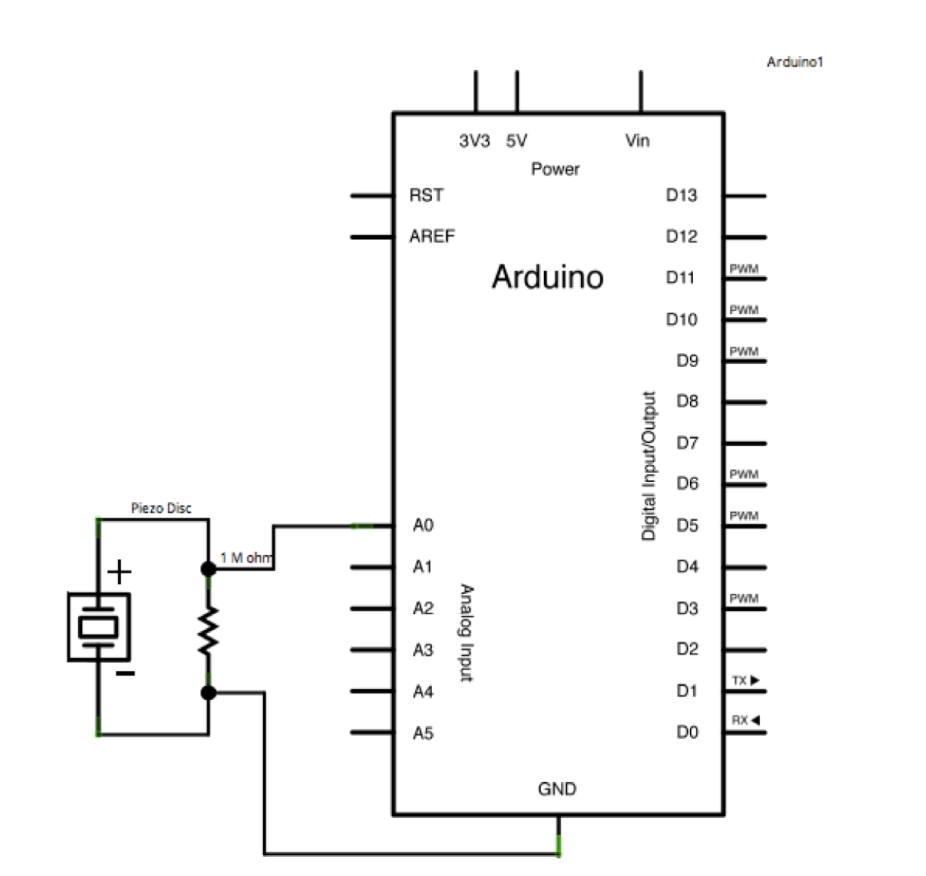 Arduino1
3V3 5V Vin
Power
RST D13
AREF D12
Arduino
D11 PWM
D10 PWM
D9 PWM
D8
D7
Digital Input/Output
D6 PWM
Piezo Disc
A0 D5 PWM
1 M ohm
+
A1 D4
Analog Input
A2 D3 PWM
A3 D2
-
A4 D1 TX ►
A5 D0 RX ◄
GND